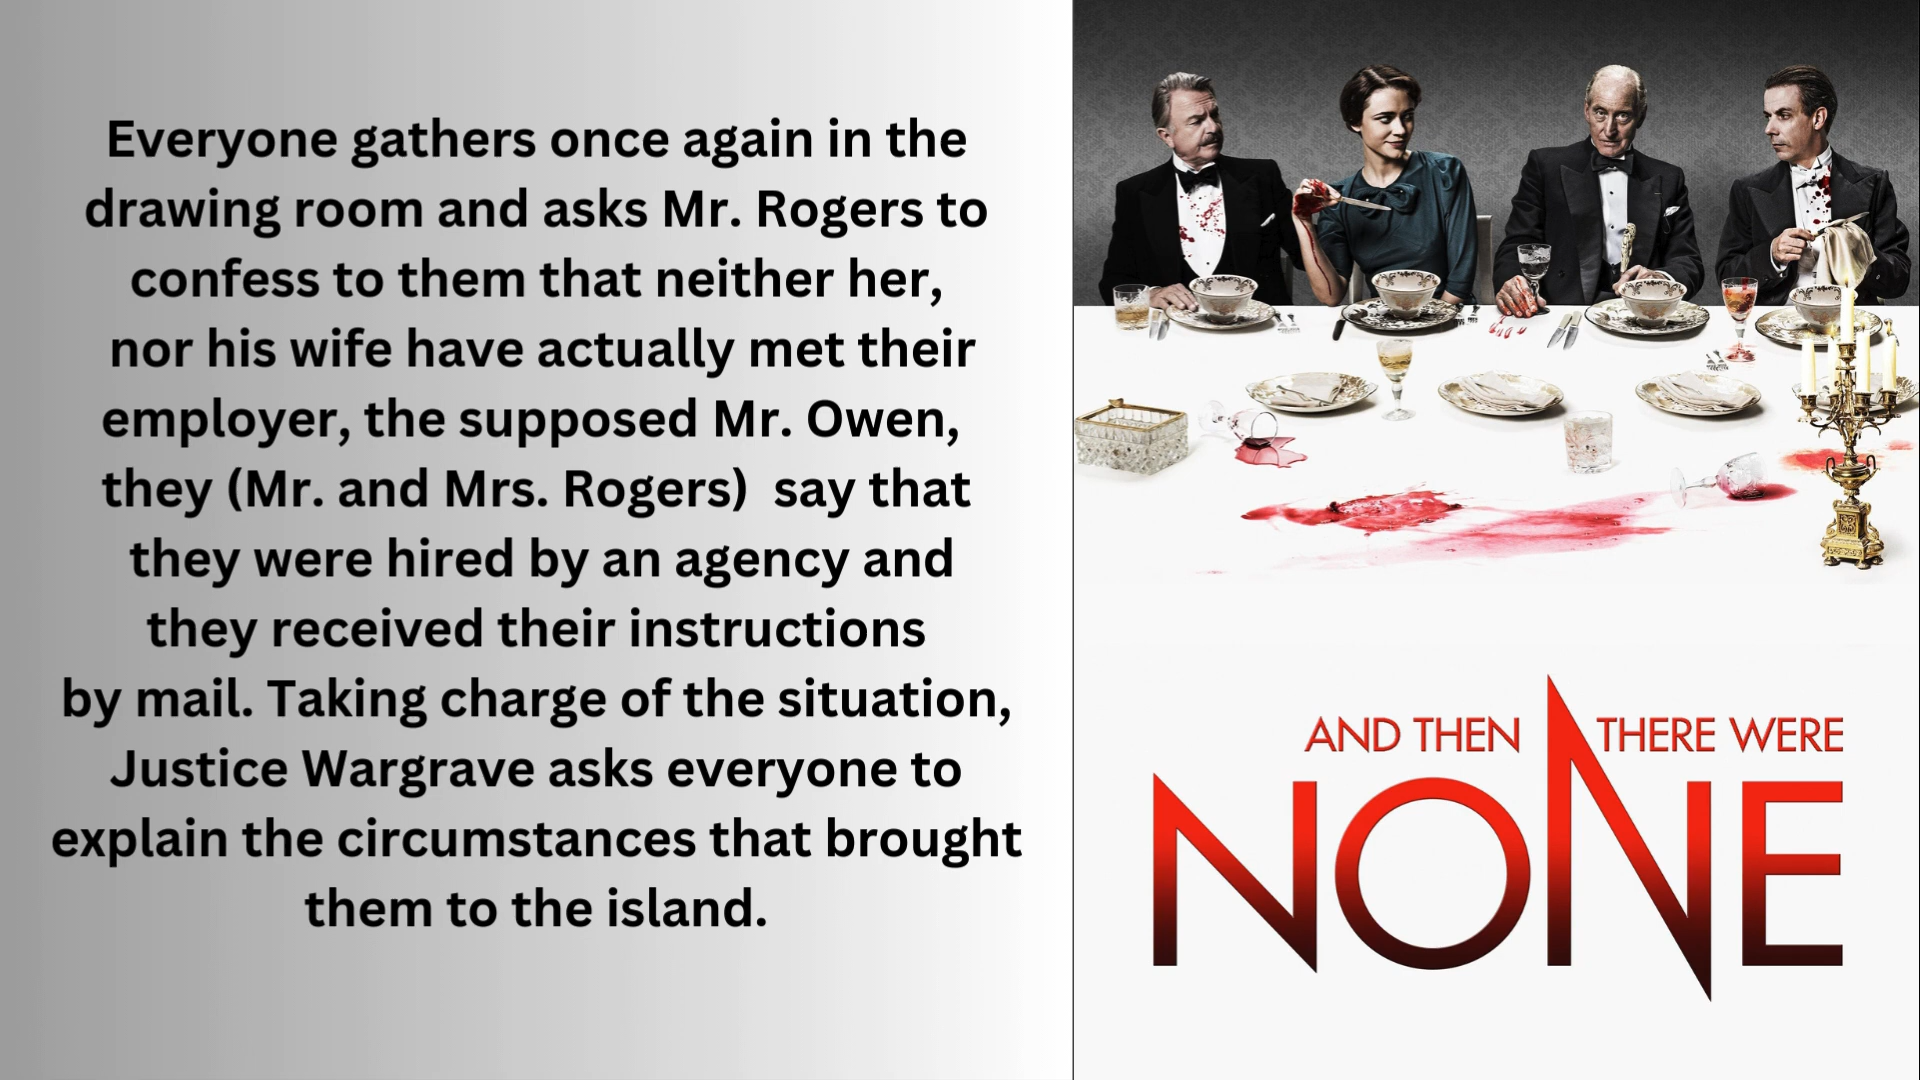 Everyone gathers once again in the
drawing room and asks Mr. Rogers to
confess to them that neither her,
nor his wife have actually met their
employer, the supposed Mr. Owen,
they (Mr. and Mrs. Rogers)  say that
they were hired by an agency and
they received their instructions
by mail. Taking charge of the situation,
Justice Wargrave asks everyone to
explain the circumstances that brought
them to the island.
AND THEN THERE WERE
NONE